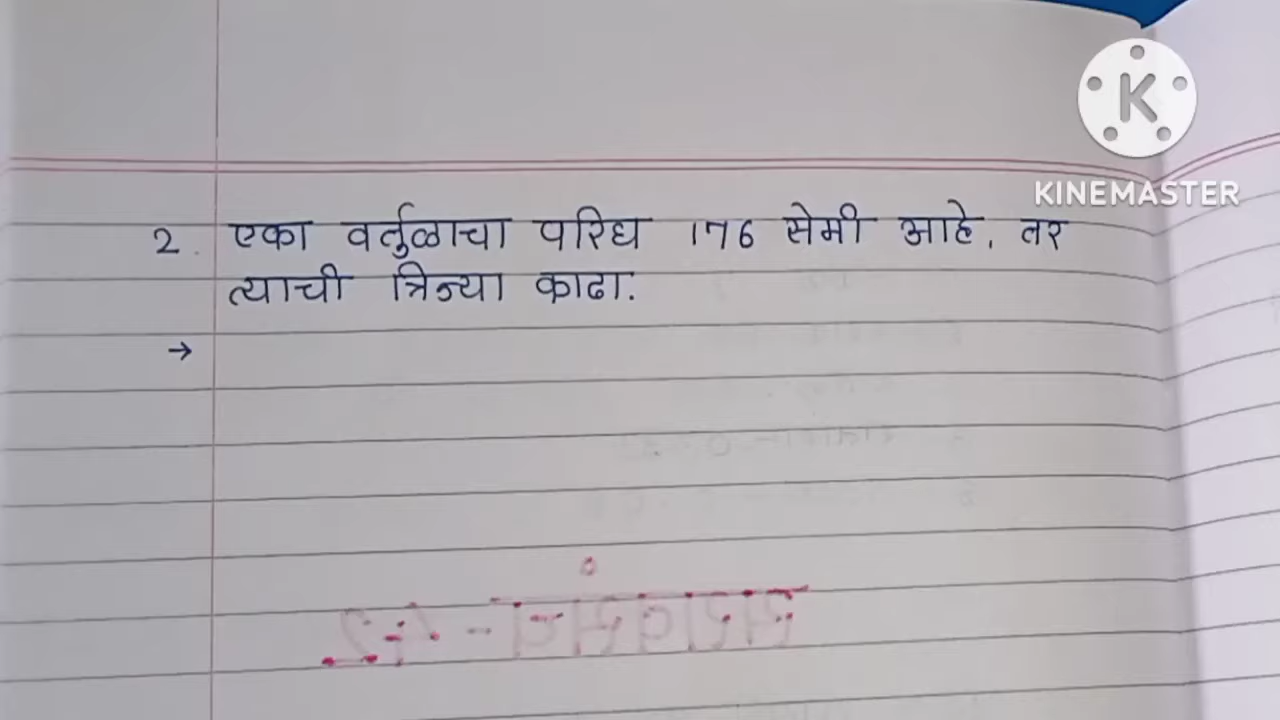 KINEMASTER
2. एका वर्तुळाचा परिघ 176 सेमी आहे. तर
त्याची त्रिज्या काढा.
→